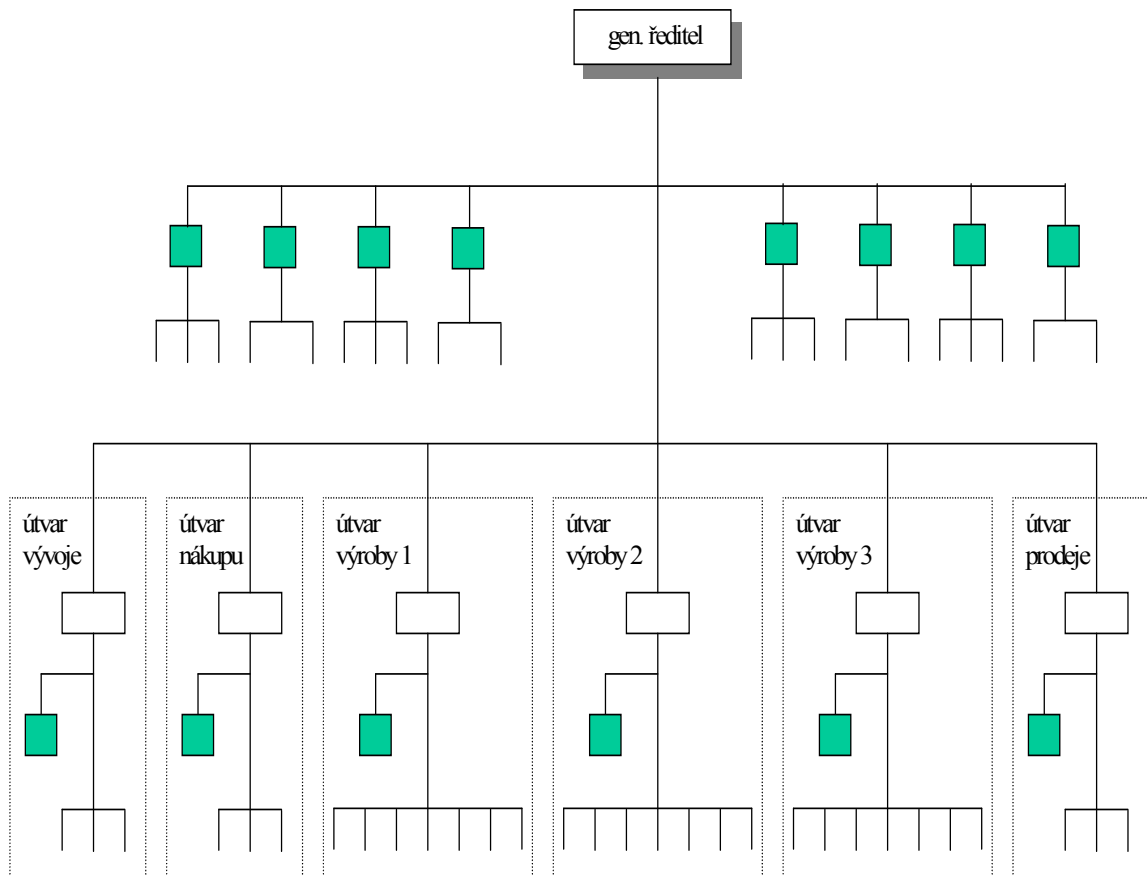 gen. ředitel
útvar
vývoje
útvar
nákupu
útvar
výroby 1
útvar
výroby 2
útvar
výroby 3
útvar
prodeje